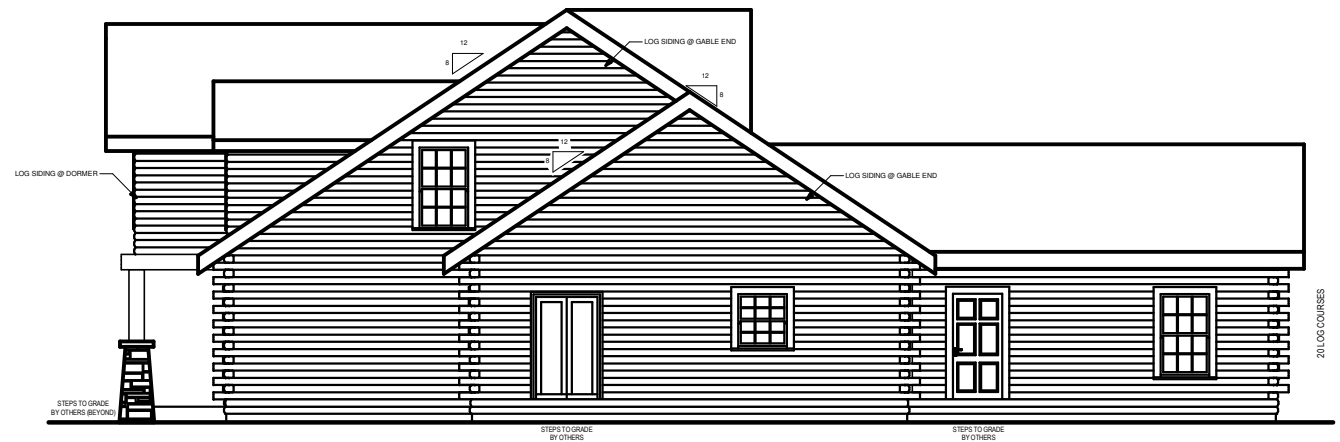 12
LOG SIDING @ GABLE END
8
12
8
12
8
LOG SIDING @ DORMER
LOG SIDING @ GABLE END
20 LOG COURSES
STEPS TO GRADE
BY OTHERS (BEYOND)
STEPS TO GRADE
BY OTHERS
STEPS TO GRADE
BY OTHERS